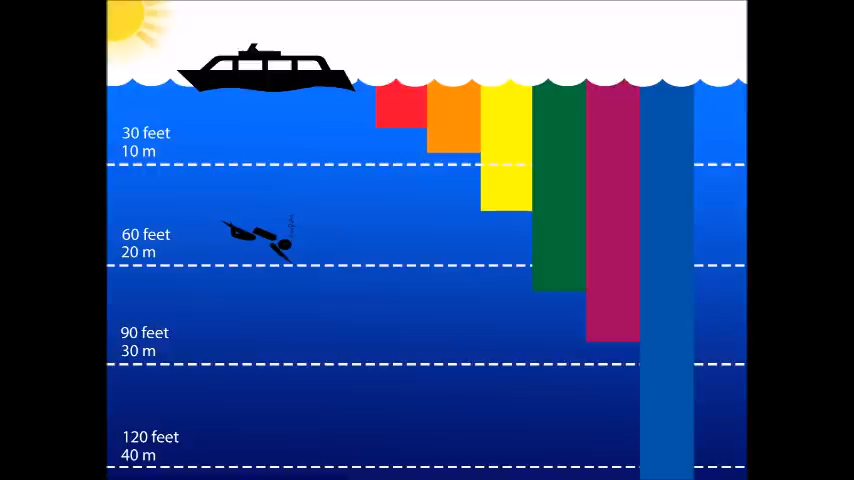 30 feet
10 m
60 feet
20 m
90 feet
30 m
120 feet
40 m